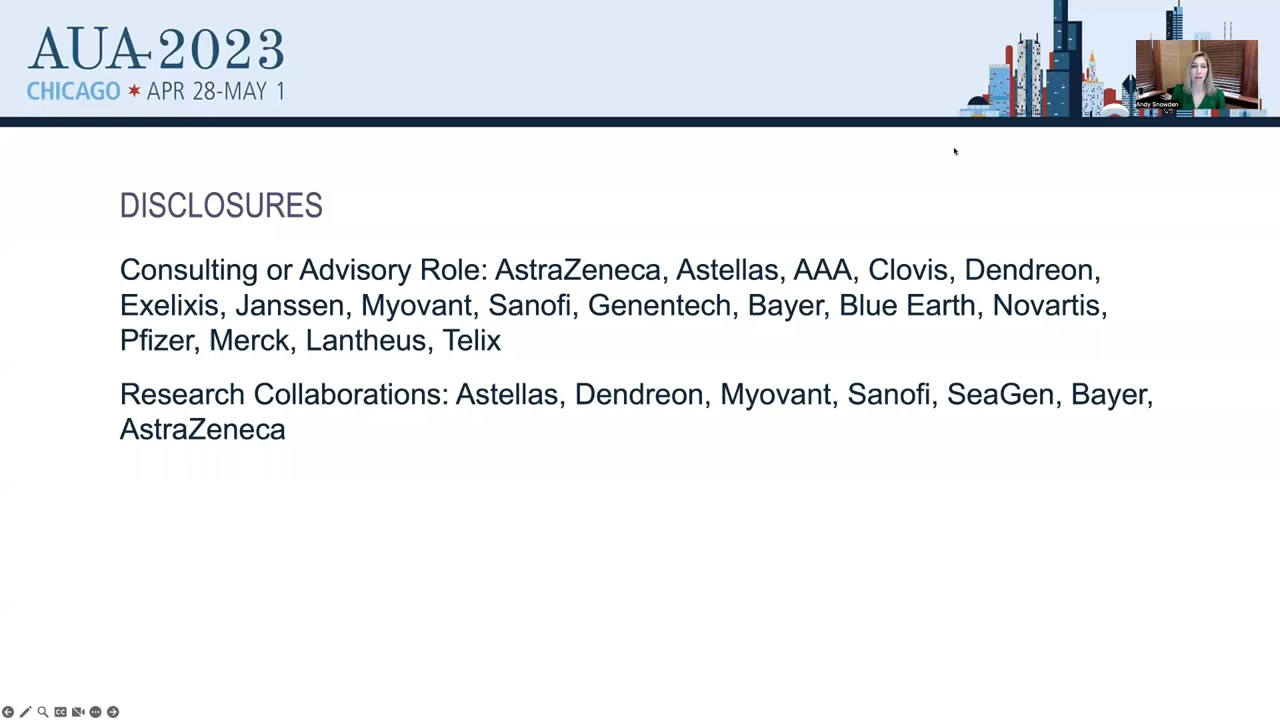 AUA 2023
CHICAGO ★ APR 28-MAY 1
Andy Snowden
DISCLOSURES
Consulting or Advisory Role: AstraZeneca, Astellas, AAA, Clovis, Dendreon,
Exelixis, Janssen, Myovant, Sanofi, Genentech, Bayer, Blue Earth, Novartis,
Pfizer, Merck, Lantheus, Telix
Research Collaborations: Astellas, Dendreon, Myovant, Sanofi, SeaGen, Bayer,
AstraZeneca